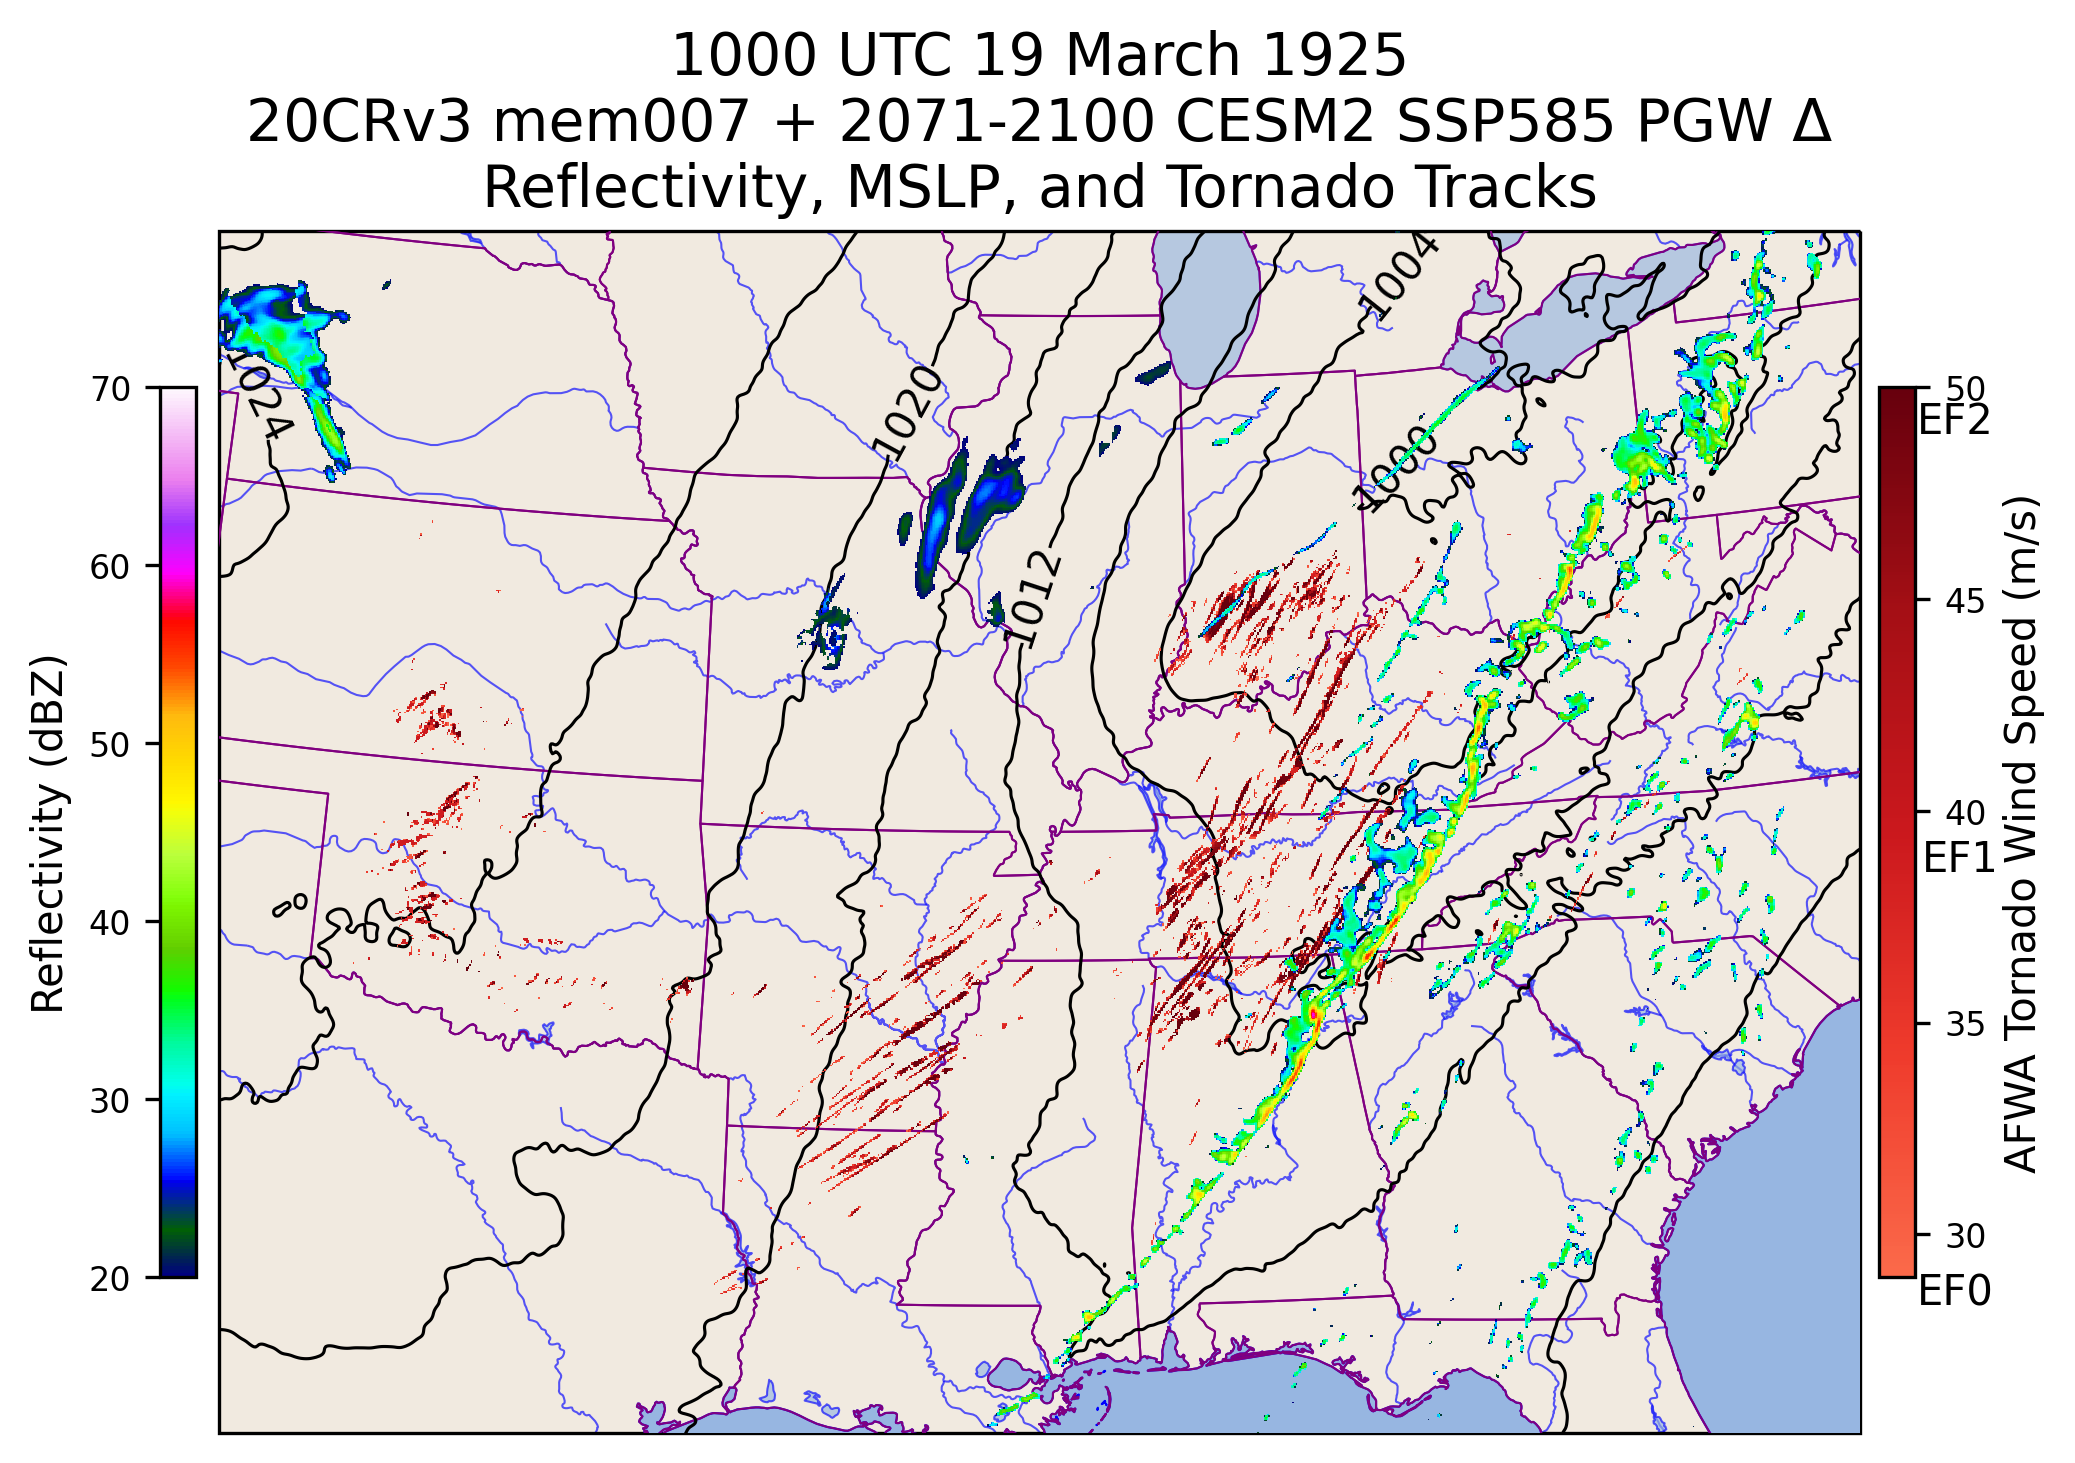 1000 UTC 19 March 1925
20CRv3 mem007 + 2071-2100 CESM2 SSP585 PGW Δ
Reflectivity, MSLP, and Tornado Tracks
1004
1024
1020
1000
1012
70
60
50
40
30
20
Reflectivity (dBZ)
50
EF2
45
40
EF1
35
30
EF0
AFWA Tornado Wind Speed (m/s)